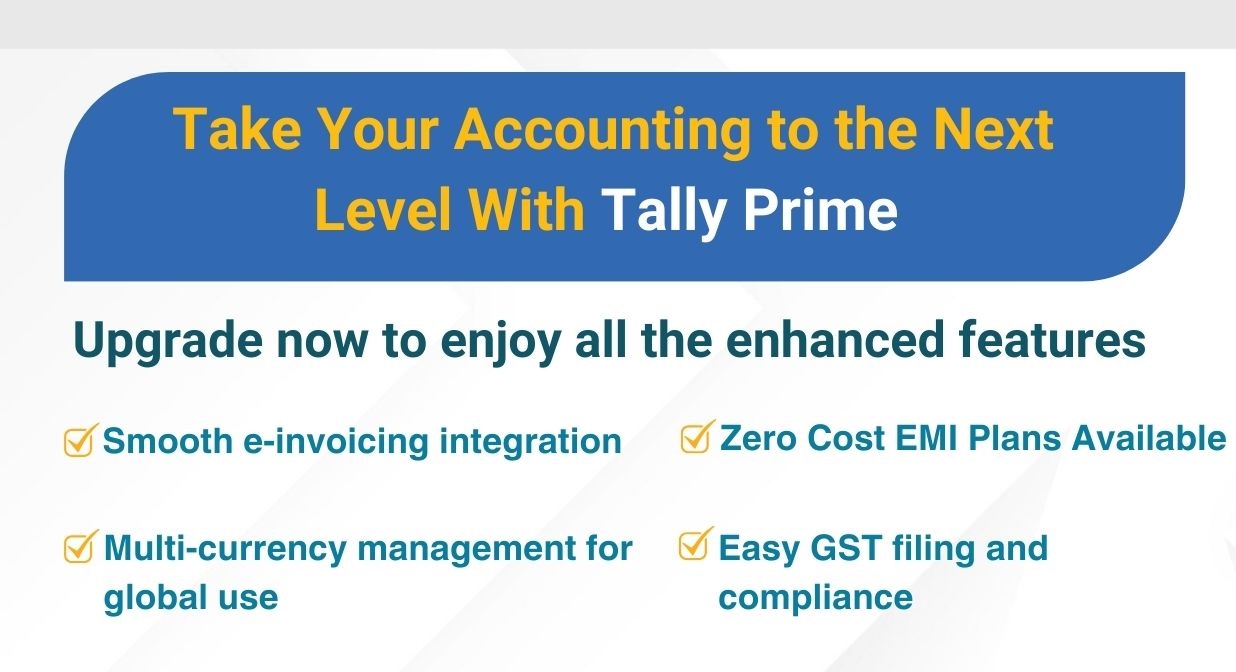 Take Your Accounting to the Next
Level With Tally Prime
Upgrade now to enjoy all the enhanced features
Smooth e-invoicing integration
Zero Cost EMI Plans Available
Multi-currency management for
global use
Easy GST filing and
compliance